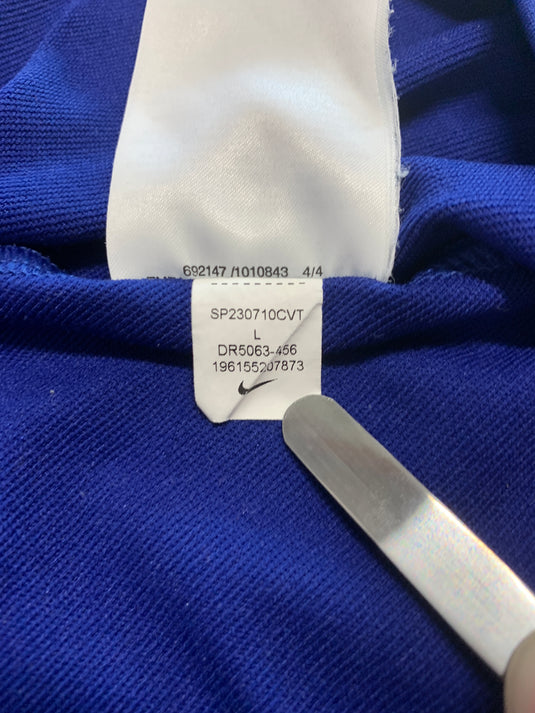 692147 /1010843 4/4
SP230710CVT
L
DR5063-456
196155207873